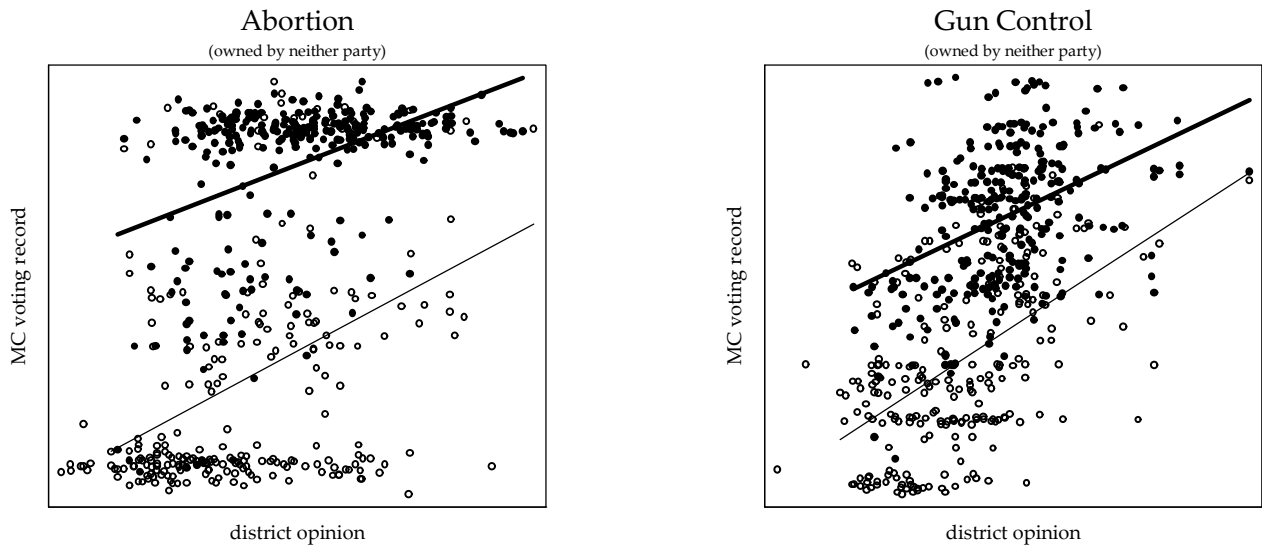 Abortion
(owned by neither party)
MC voting record
district opinion
Gun Control
(owned by neither party)
MC voting record
district opinion